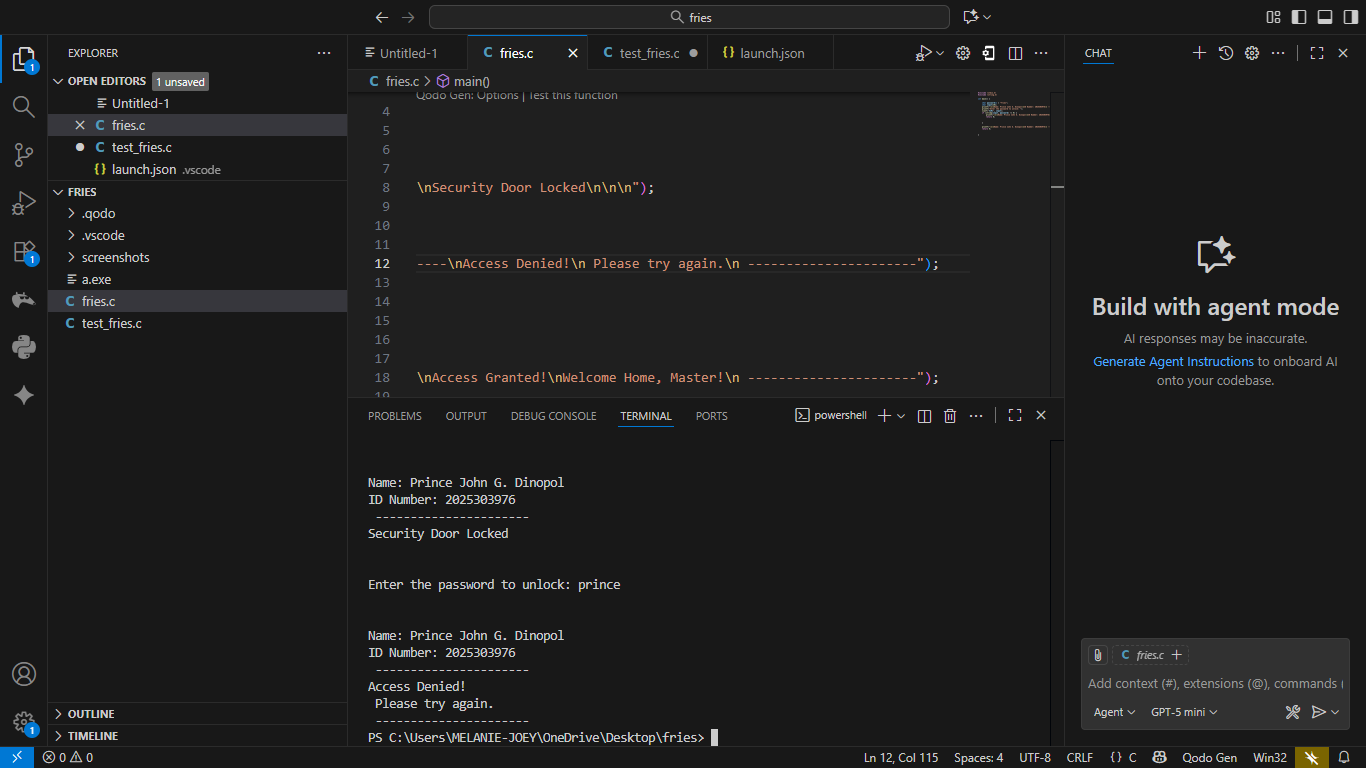 fries
Untitled-1
fries.c
test_fries.c
launch.json
CHAT
EXPLORER
OPEN EDITORS 1 unsaved
Untitled-1
fries.c
test_fries.c
launch.json .vscode
FRIES
.qodo
.vscode
screenshots
a.exe
fries.c
test_fries.c
OUTLINE
TIMELINE
1
1
1
fries.c > main()
Qodo Gen: Options | Test this function
4
5
6
7
8 \nSecurity Door Locked\n\n\n");
9
10
11
12 ----\nAccess Denied!\n Please try again.\n ----------------------");
13
14
15
16
17
18 \nAccess Granted!\nWelcome Home, Master!\n ----------------------");
19
PROBLEMS OUTPUT DEBUG CONSOLE TERMINAL PORTS
powershell
Name: Prince John G. Dinopol
ID Number: 2025303976
----------------------
Security Door Locked
Enter the password to unlock: prince
Name: Prince John G. Dinopol
ID Number: 2025303976
----------------------
Access Denied!
Please try again.
----------------------
PS C:\Users\MELANIE-JOEY\OneDrive\Desktop\fries>
Build with agent mode
AI responses may be inaccurate.
Generate Agent Instructions to onboard AI
onto your codebase.
C fries.c +
Add context (#), extensions (@), commands (
Agent GPT-5 mini
0 0
Ln 12, Col 115 Spaces: 4 UTF-8 CRLF {} C Qodo Gen Win32